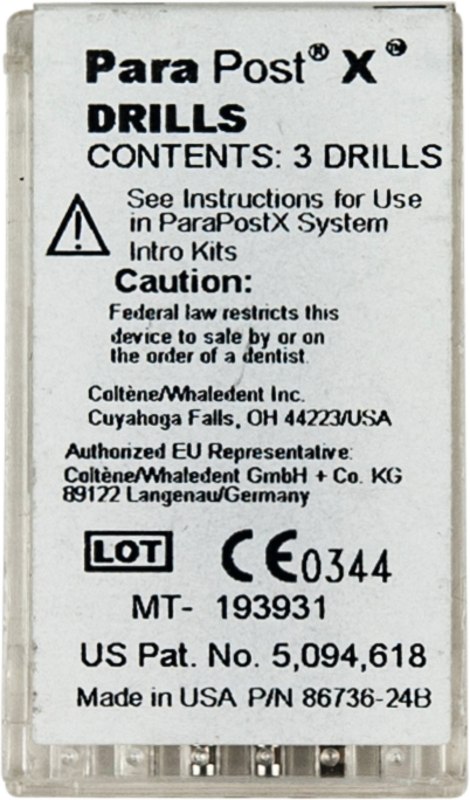 Para Post® X™
DRILLS
CONTENTS: 3 DRILLS
See Instructions for Use
in ParaPostX System
Intro Kits
Caution:
Federal law restricts this
device to sale by or on
the order of a dentist.
Coltène/Whaledent Inc.
Cuyahoga Falls, OH 44223/USA
Authorized EU Representative:
Coltène/Whaledent GmbH + Co. KG
89122 Langenau/Germany
LOT CE0344
MT- 193931
US Pat. No. 5,094,618
Made in USA P/N 86736-24B